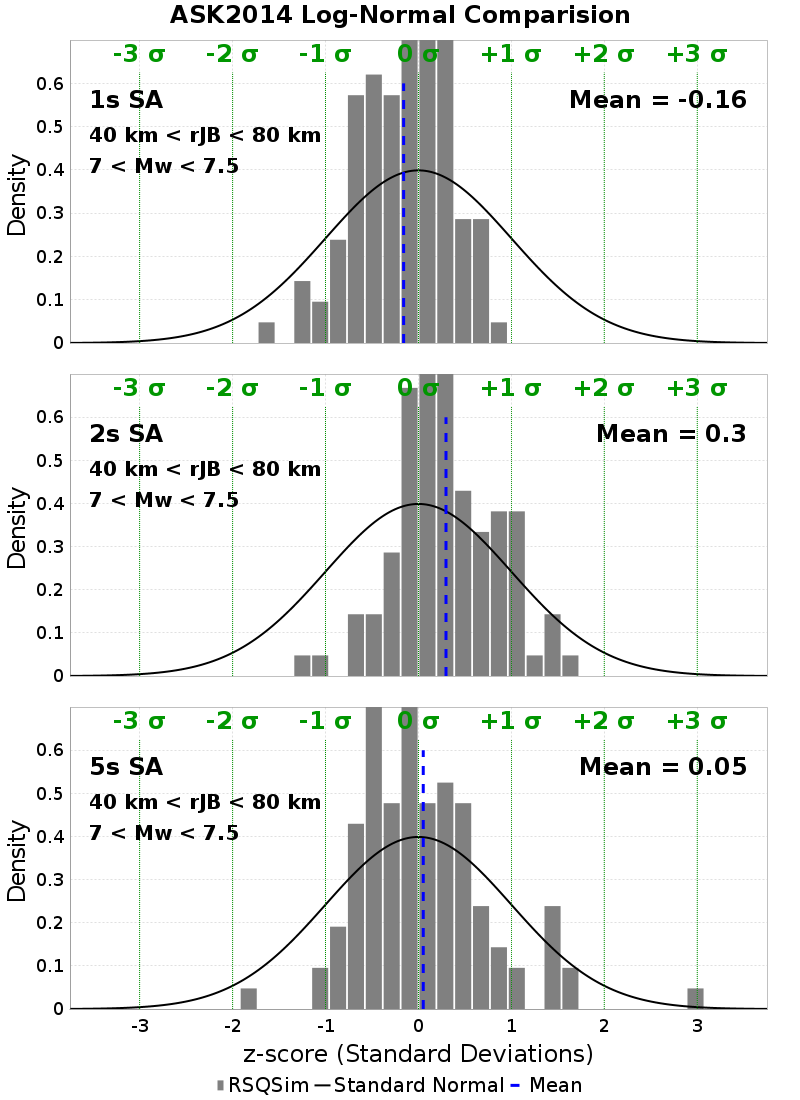 ASK2014 Log-Normal Comparision
-3 σ -2 σ -1 σ 0 σ +1 σ +2 σ +3 σ
1s SA Mean = -0.16
40 km < rJB < 80 km
7 < Mw < 7.5
0.6
0.5
0.4
0.3
0.2
0.1
0
Density
-3 σ -2 σ -1 σ 0 σ +1 σ +2 σ +3 σ
2s SA Mean = 0.3
40 km < rJB < 80 km
7 < Mw < 7.5
0.6
0.5
0.4
0.3
0.2
0.1
0
Density
-3 σ -2 σ -1 σ 0 σ +1 σ +2 σ +3 σ
5s SA Mean = 0.05
40 km < rJB < 80 km
7 < Mw < 7.5
0.6
0.5
0.4
0.3
0.2
0.1
0
Density
-3 -2 -1 0 1 2 3
z-score (Standard Deviations)
RSQSim Standard Normal Mean